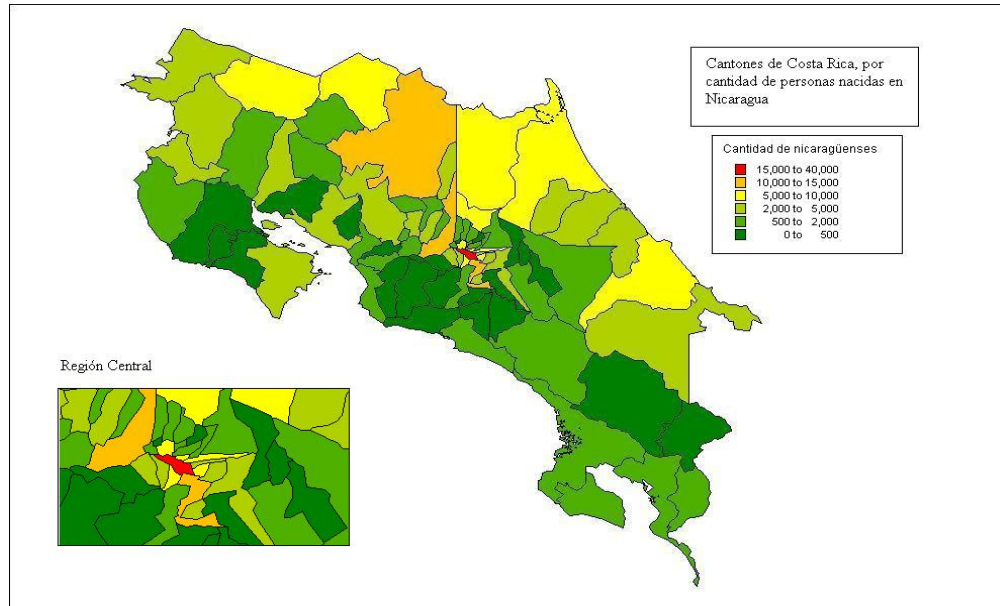 Cantones de Costa Rica, por
cantidad de personas nacidas en
Nicaragua
Cantidad de nicaragüenses
15,000 to 40,000
10,000 to 15,000
5,000 to 10,000
2,000 to 5,000
500 to 2,000
0 to 500
Región Central